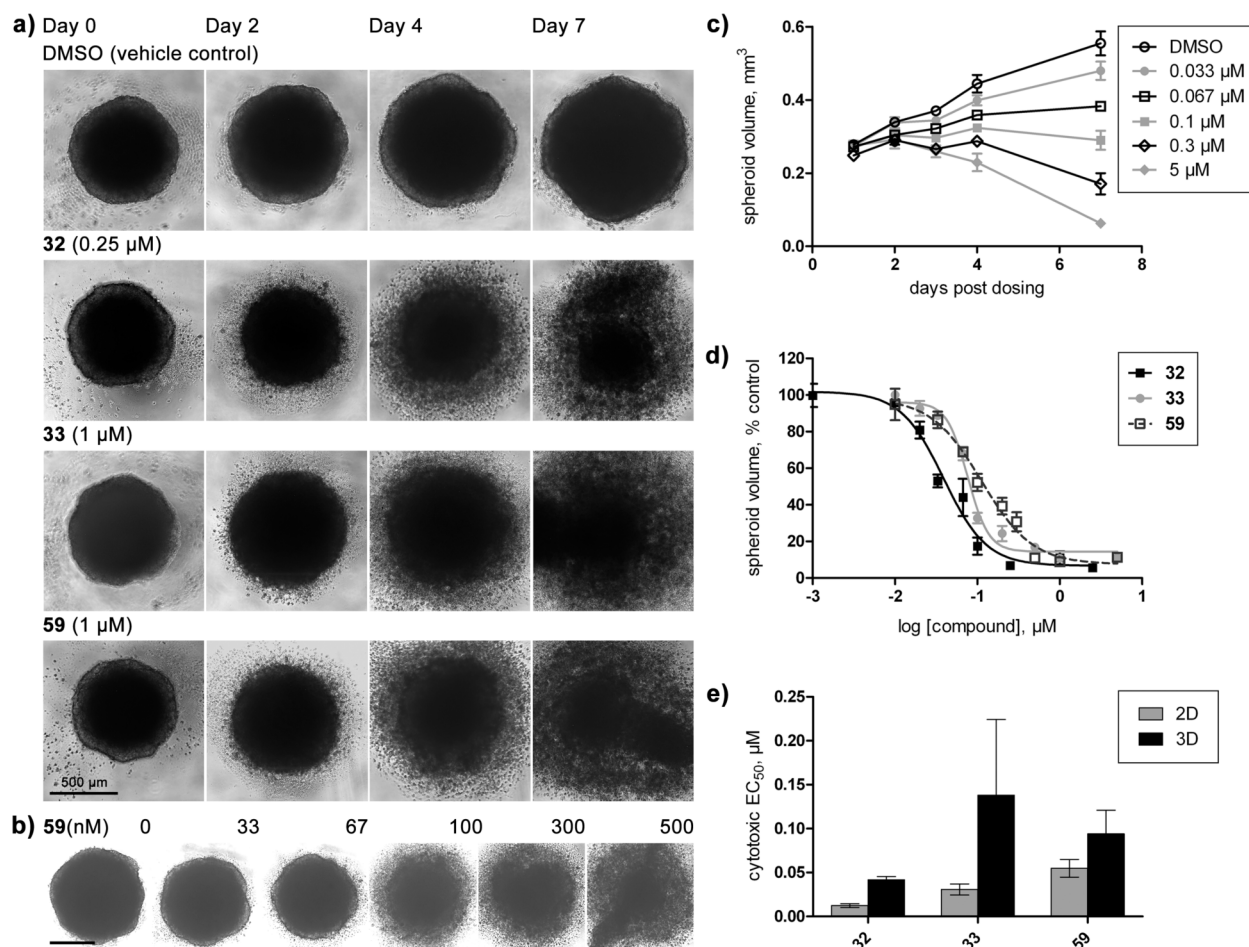 a) Day 0 Day 2 Day 4 Day 7
DMSO (vehicle control)
32 (0.25 µM)
33 (1 µM)
59 (1 µM)
500 µm
b) 59(nM) 0 33 67 100 300 500
c)
0.6
0.4
0.2
0.0
0 2 4 6 8
spheroid volume, mm³
days post dosing
DMSO
0.033 µM
0.067 µM
0.1 µM
0.3 µM
5 µM
d)
120
100
80
60
40
20
0
-3 -2 -1 0 1
spheroid volume, % control
log [compound], µM
32
33
59
e)
0.25
0.20
0.15
0.10
0.05
0.00
cytotoxic EC₅₀, µM
32 33 59
2D
3D